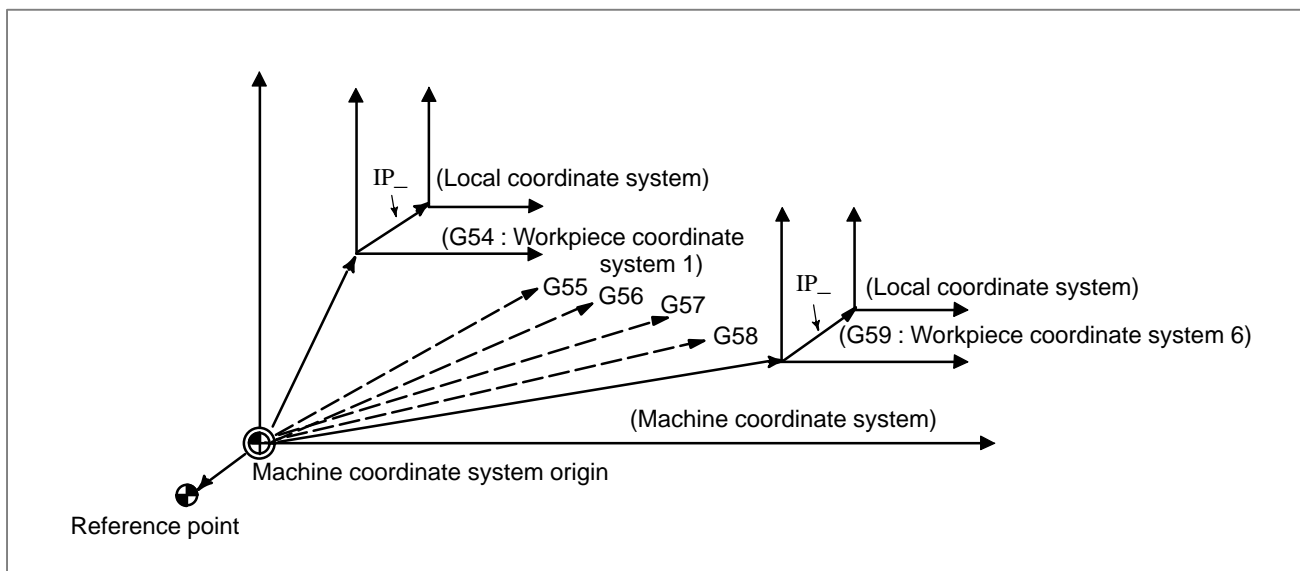 IP_
(Local coordinate system)
(G54 : Workpiece coordinate
system 1)
G55
G56
G57
G58
IP_
(Local coordinate system)
(G59 : Workpiece coordinate system 6)
(Machine coordinate system)
Machine coordinate system origin
Reference point